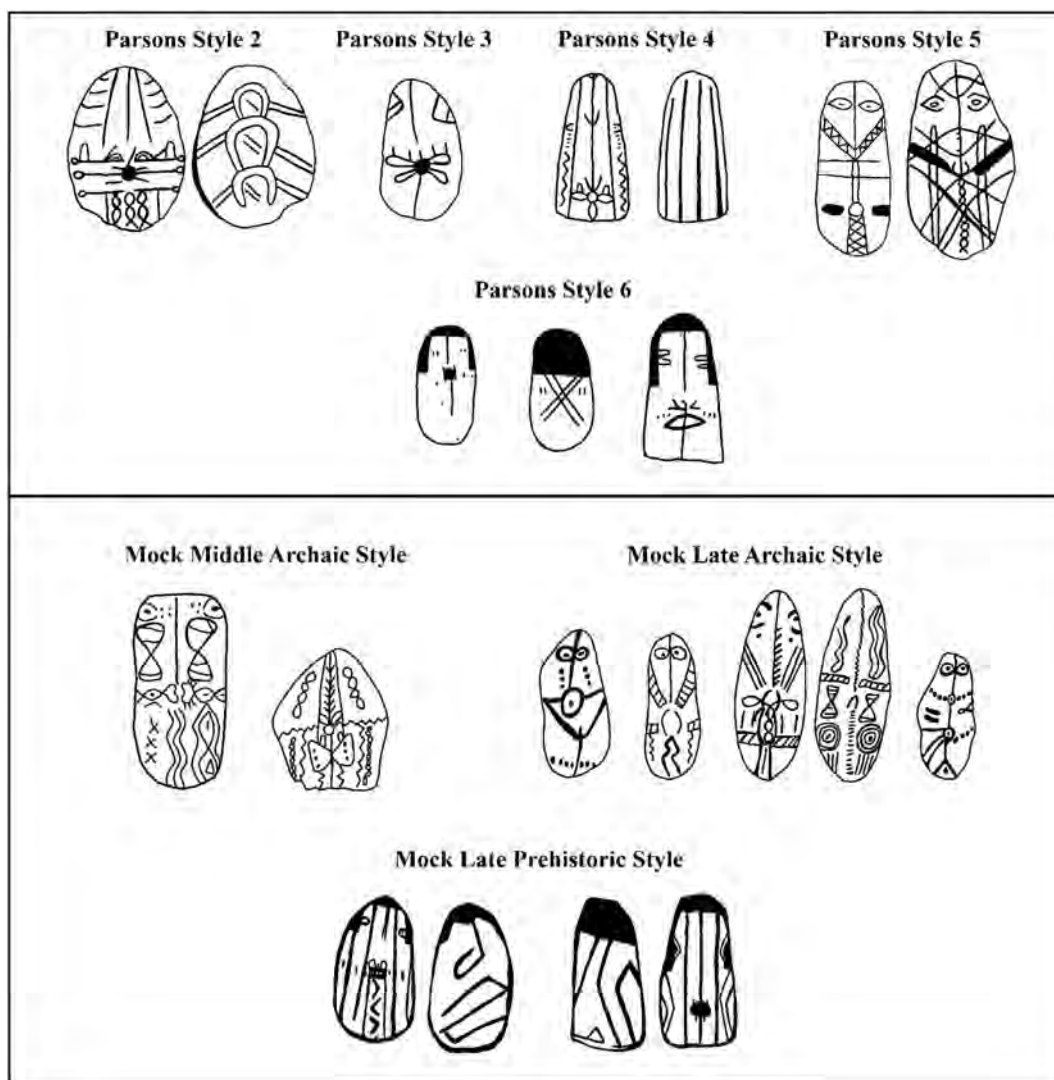 Parsons Style 2
Parsons Style 3
Parsons Style 4
Parsons Style 5
Parsons Style 6
Mock Middle Archaic Style
Mock Late Archaic Style
Mock Late Prehistoric Style